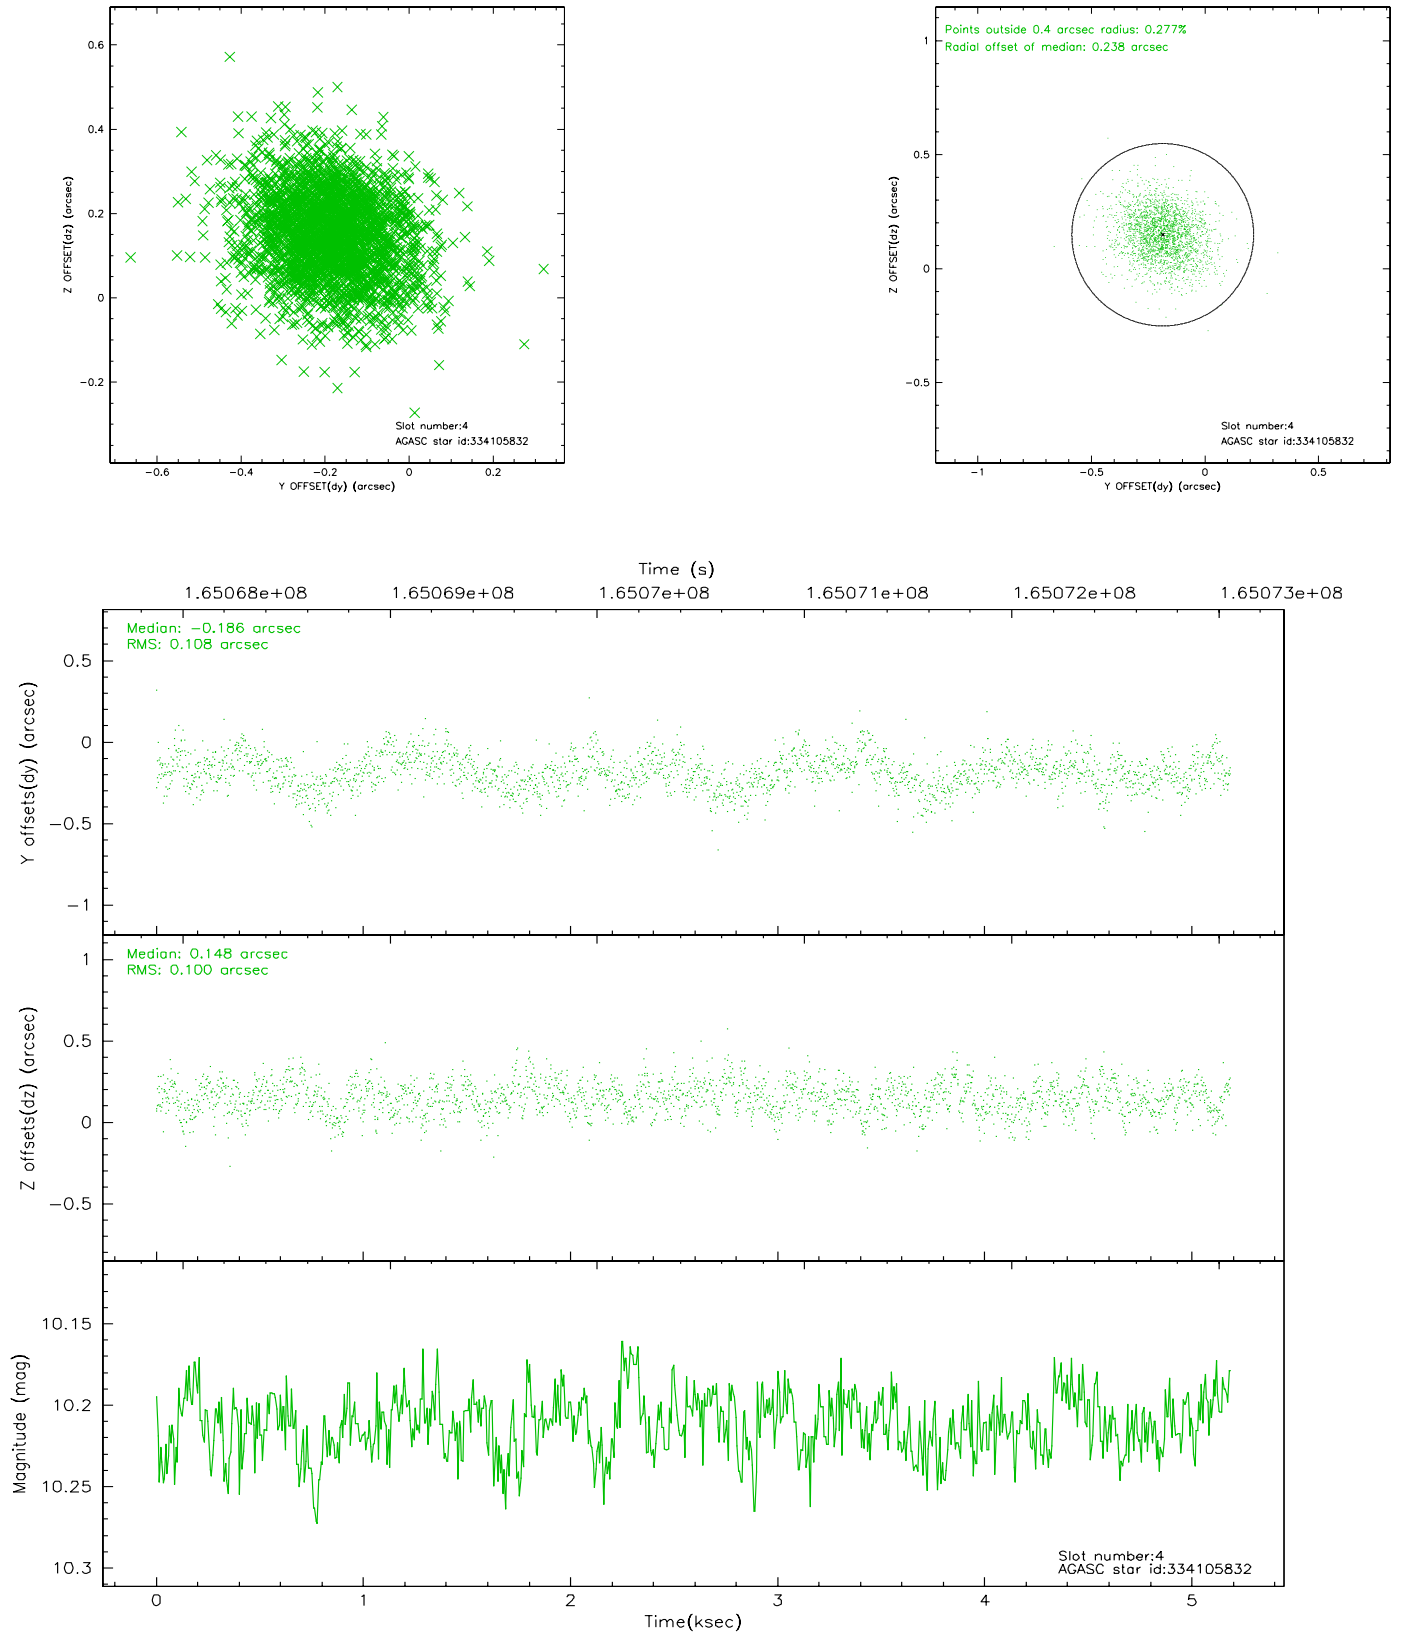 0.6
0.4
0.2
0
−0.2
Z OFFSET(dz) (arcsec)
Slot number:4
AGASC star id:334105832
−0.6 −0.4 −0.2 0 0.2
Y OFFSET(dy) (arcsec)
Points outside 0.4 arcsec radius: 0.277%
Radial offset of median: 0.238 arcsec
1
0.5
0
−0.5
Z OFFSET(dz) (arcsec)
Slot number:4
AGASC star id:334105832
−1 −0.5 0 0.5
Y OFFSET(dy) (arcsec)
Time (s)
1.65068e+08 1.65069e+08 1.6507e+08 1.65071e+08 1.65072e+08 1.65073e+08
Median: −0.186 arcsec
RMS: 0.108 arcsec
0.5
0
−0.5
−1
Y offsets(dy) (arcsec)
Median: 0.148 arcsec
RMS: 0.100 arcsec
1
0.5
0
−0.5
Z offsets(dz) (arcsec)
10.15
10.2
10.25
10.3
Magnitude (mag)
Slot number:4
AGASC star id:334105832
0 1 2 3 4 5
Time(ksec)